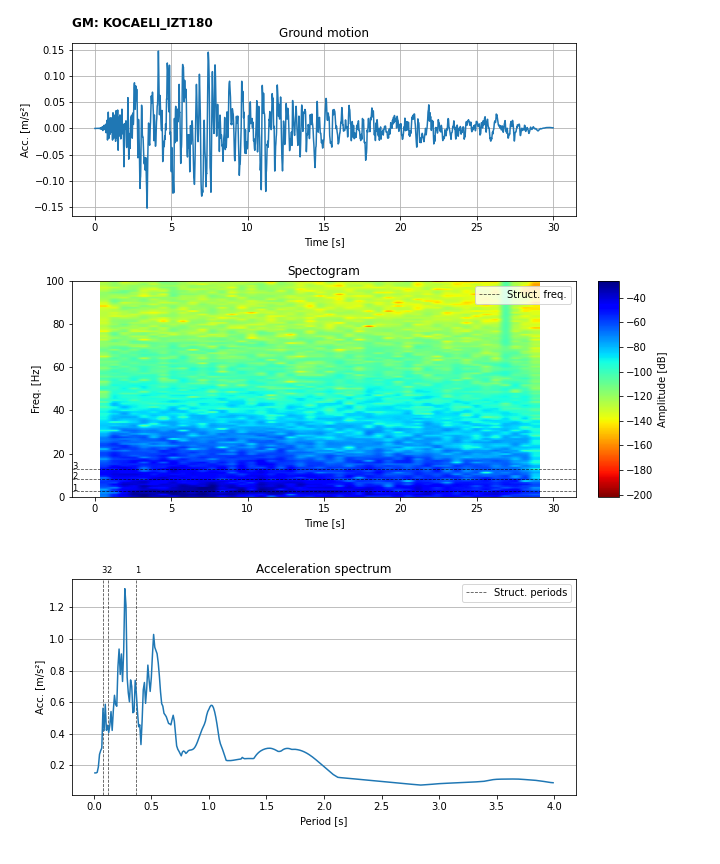 GM: KOCAELI_IZT180
Ground motion
Acc. [m/s²]
0.15
0.10
0.05
0.00
−0.05
−0.10
−0.15
0 5 10 15 20 25 30
Time [s]
Spectogram
Struct. freq.
Freq. [Hz]
100
80
60
40
20
0
3
2
1
0 5 10 15 20 25 30
Time [s]
−40
−60
−80
−100
−120
−140
−160
−180
−200
Amplitude [dB]
Acceleration spectrum
3 2 1
Struct. periods
Acc. [m/s²]
1.2
1.0
0.8
0.6
0.4
0.2
0.0 0.5 1.0 1.5 2.0 2.5 3.0 3.5 4.0
Period [s]